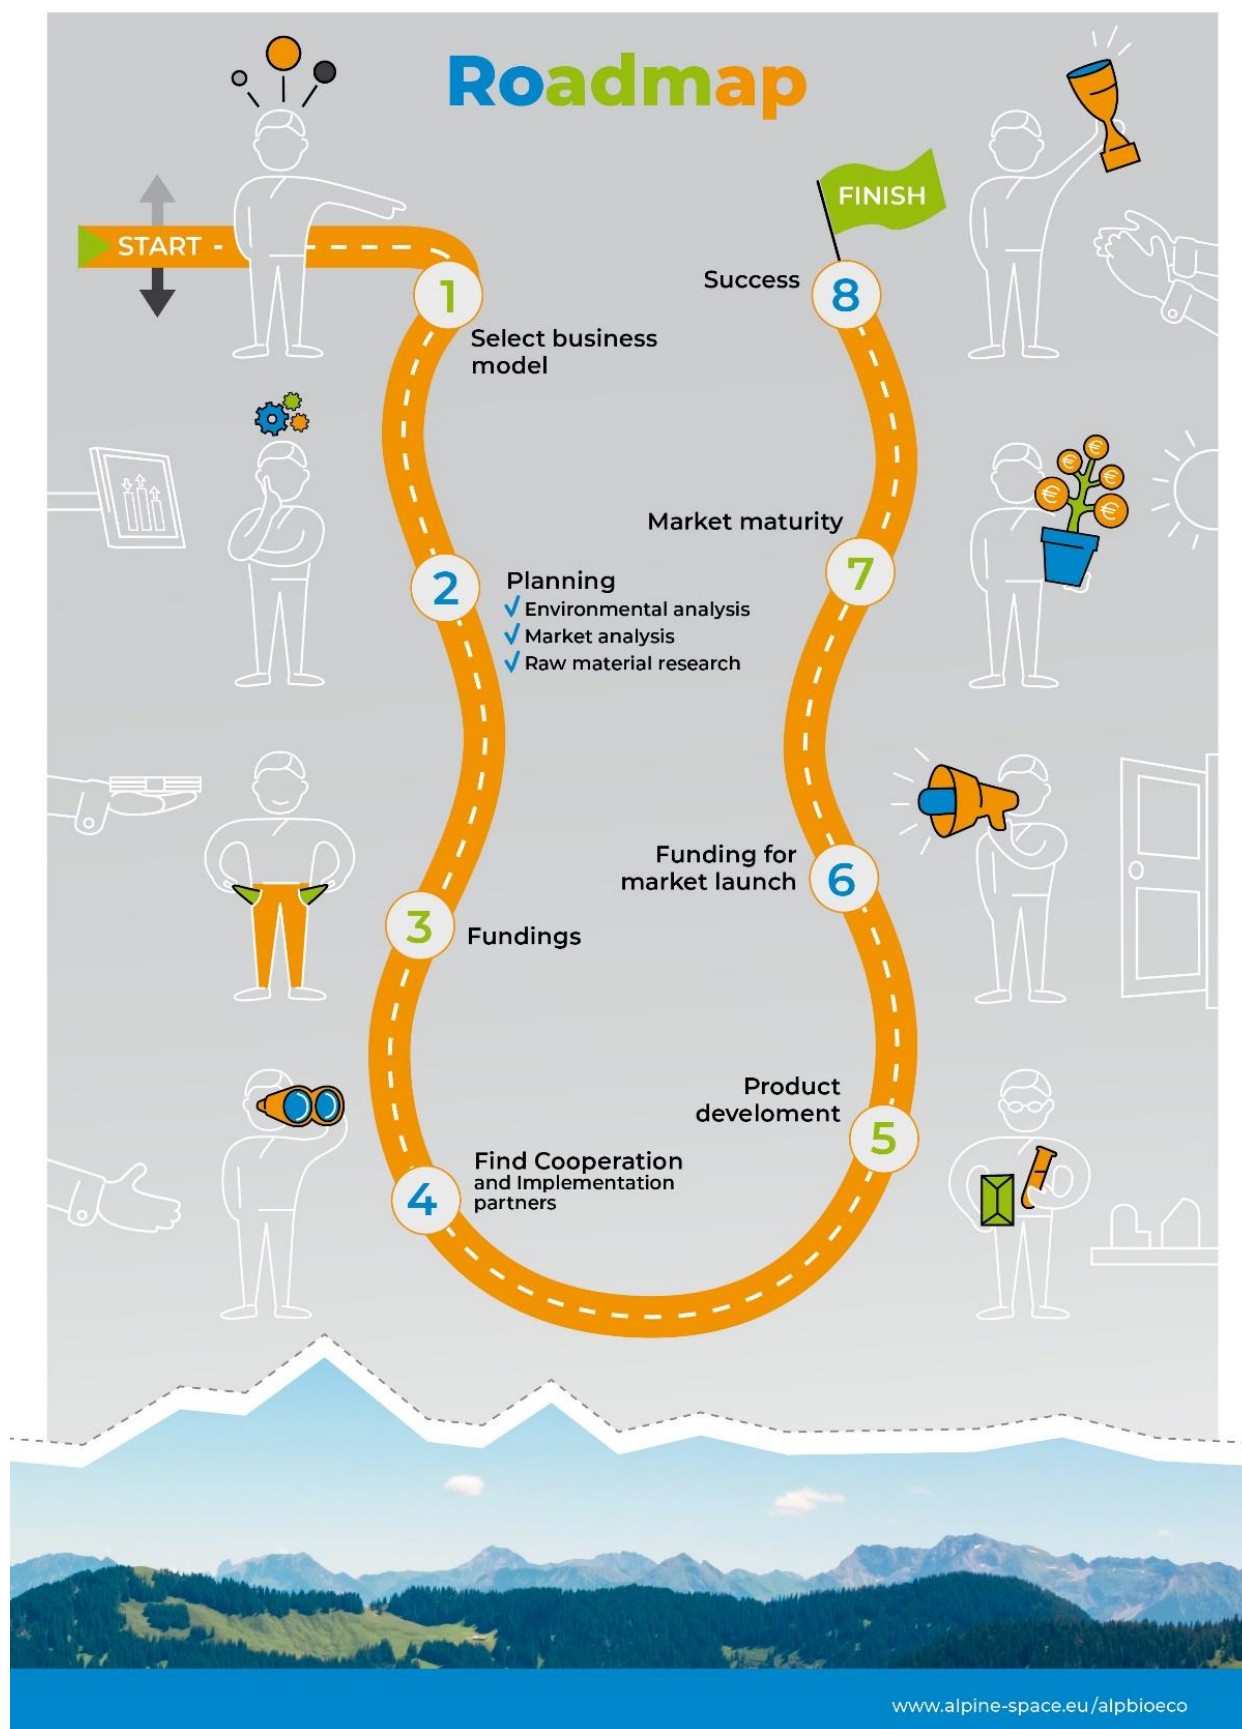 Roadmap
START
1
Select business
model
2
Planning
✓ Environmental analysis
✓ Market analysis
✓ Raw material research
3
Fundings
4
Find Cooperation
and Implementation
partners
5
Product
develoment
6
Funding for
market launch
7
Market maturity
€
€
€
€
€
8
Success
FINISH
www.alpine-space.eu/alpbioeco